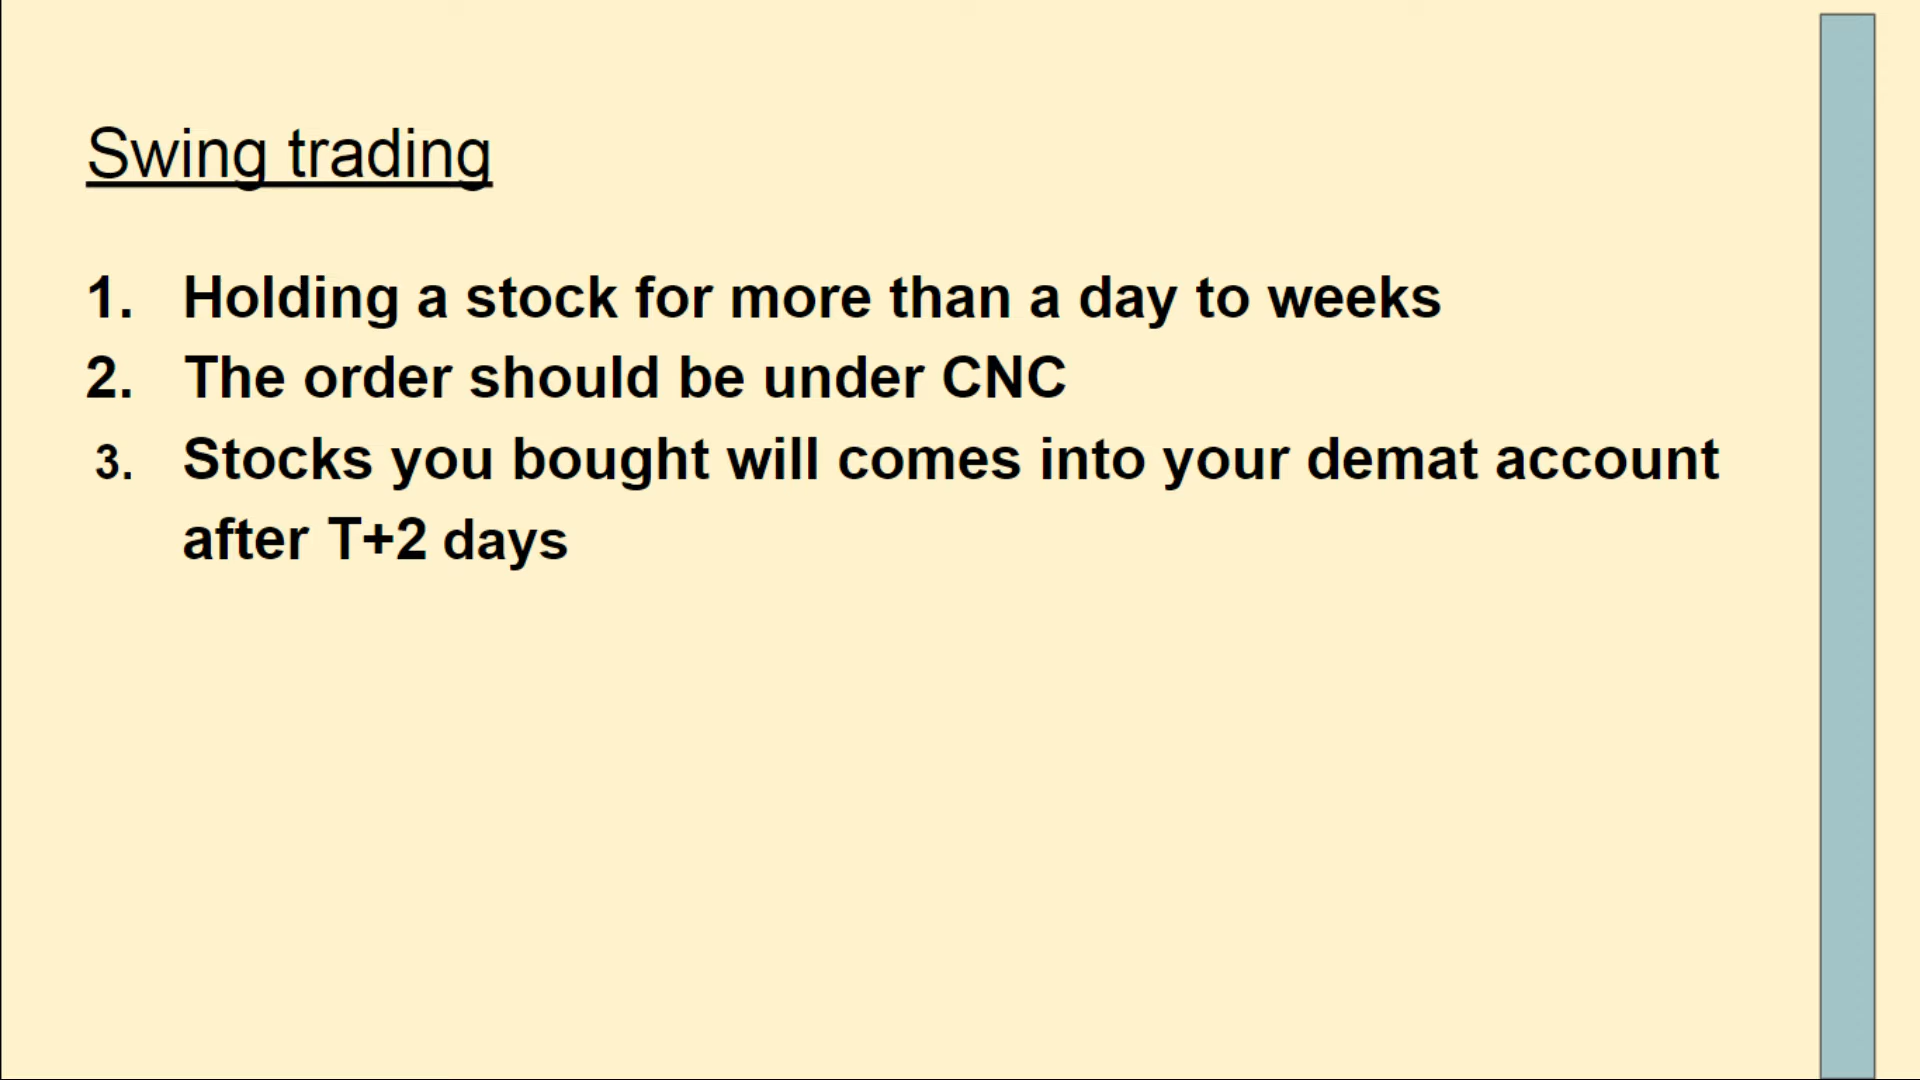 Swing trading
1. Holding a stock for more than a day to weeks
2. The order should be under CNC
3. Stocks you bought will comes into your demat account
after T+2 days